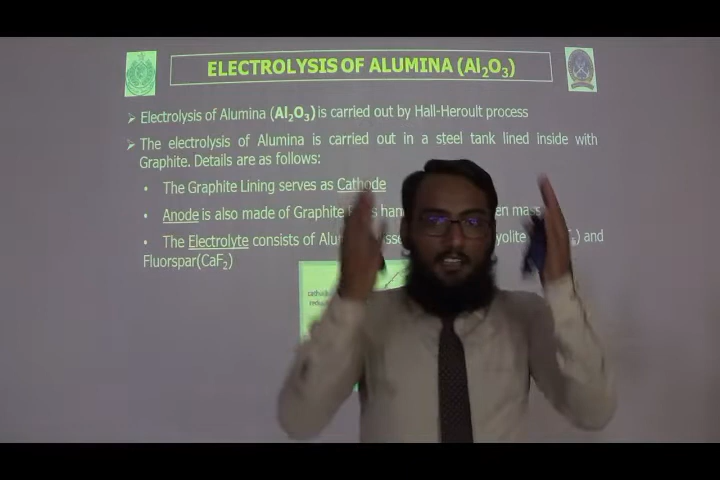 ELECTROLYSIS OF ALUMINA (Al₂O₃)
➢ Electrolysis of Alumina (Al₂O₃) is carried out by Hall-Heroult process
➢ The electrolysis of Alumina is carried out in a steel tank lined inside with
Graphite. Details are as follows:
• The Graphite Lining serves as Cathode
• Anode is also made of Graphite mass
• The Electrolyte consists of and
Fluorspar(CaF₂)